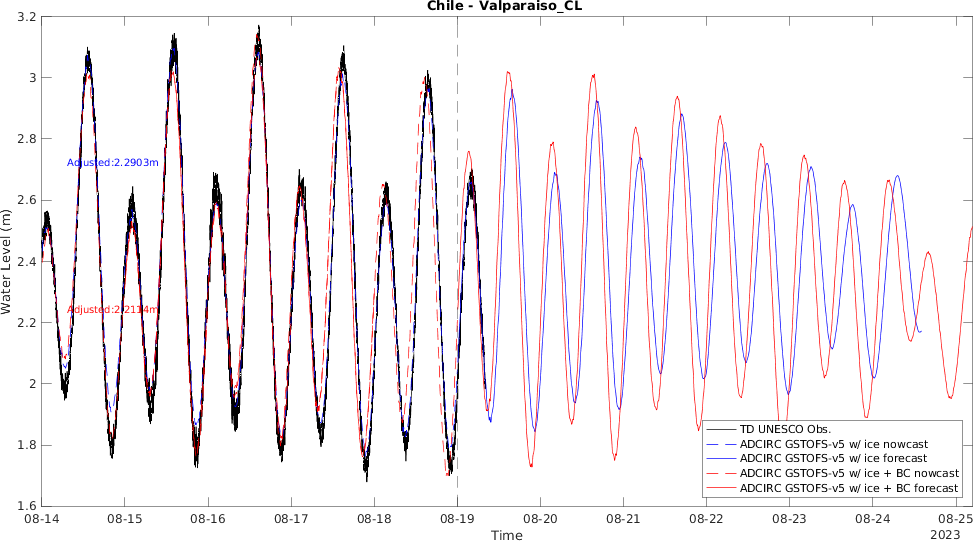 Chile - Valparaiso_CL
3.2
3
2.8
2.6
2.4
2.2
2
1.8
1.6
Water Level (m)
Adjusted:2.2903m
Adjusted:2.2114m
TD UNESCO Obs.
ADCIRC GSTOFS-v5 w/ ice nowcast
ADCIRC GSTOFS-v5 w/ ice forecast
ADCIRC GSTOFS-v5 w/ ice + BC nowcast
ADCIRC GSTOFS-v5 w/ ice + BC forecast
08-14 08-15 08-16 08-17 08-18 08-19 08-20 08-21 08-22 08-23 08-24 08-25
Time
2023